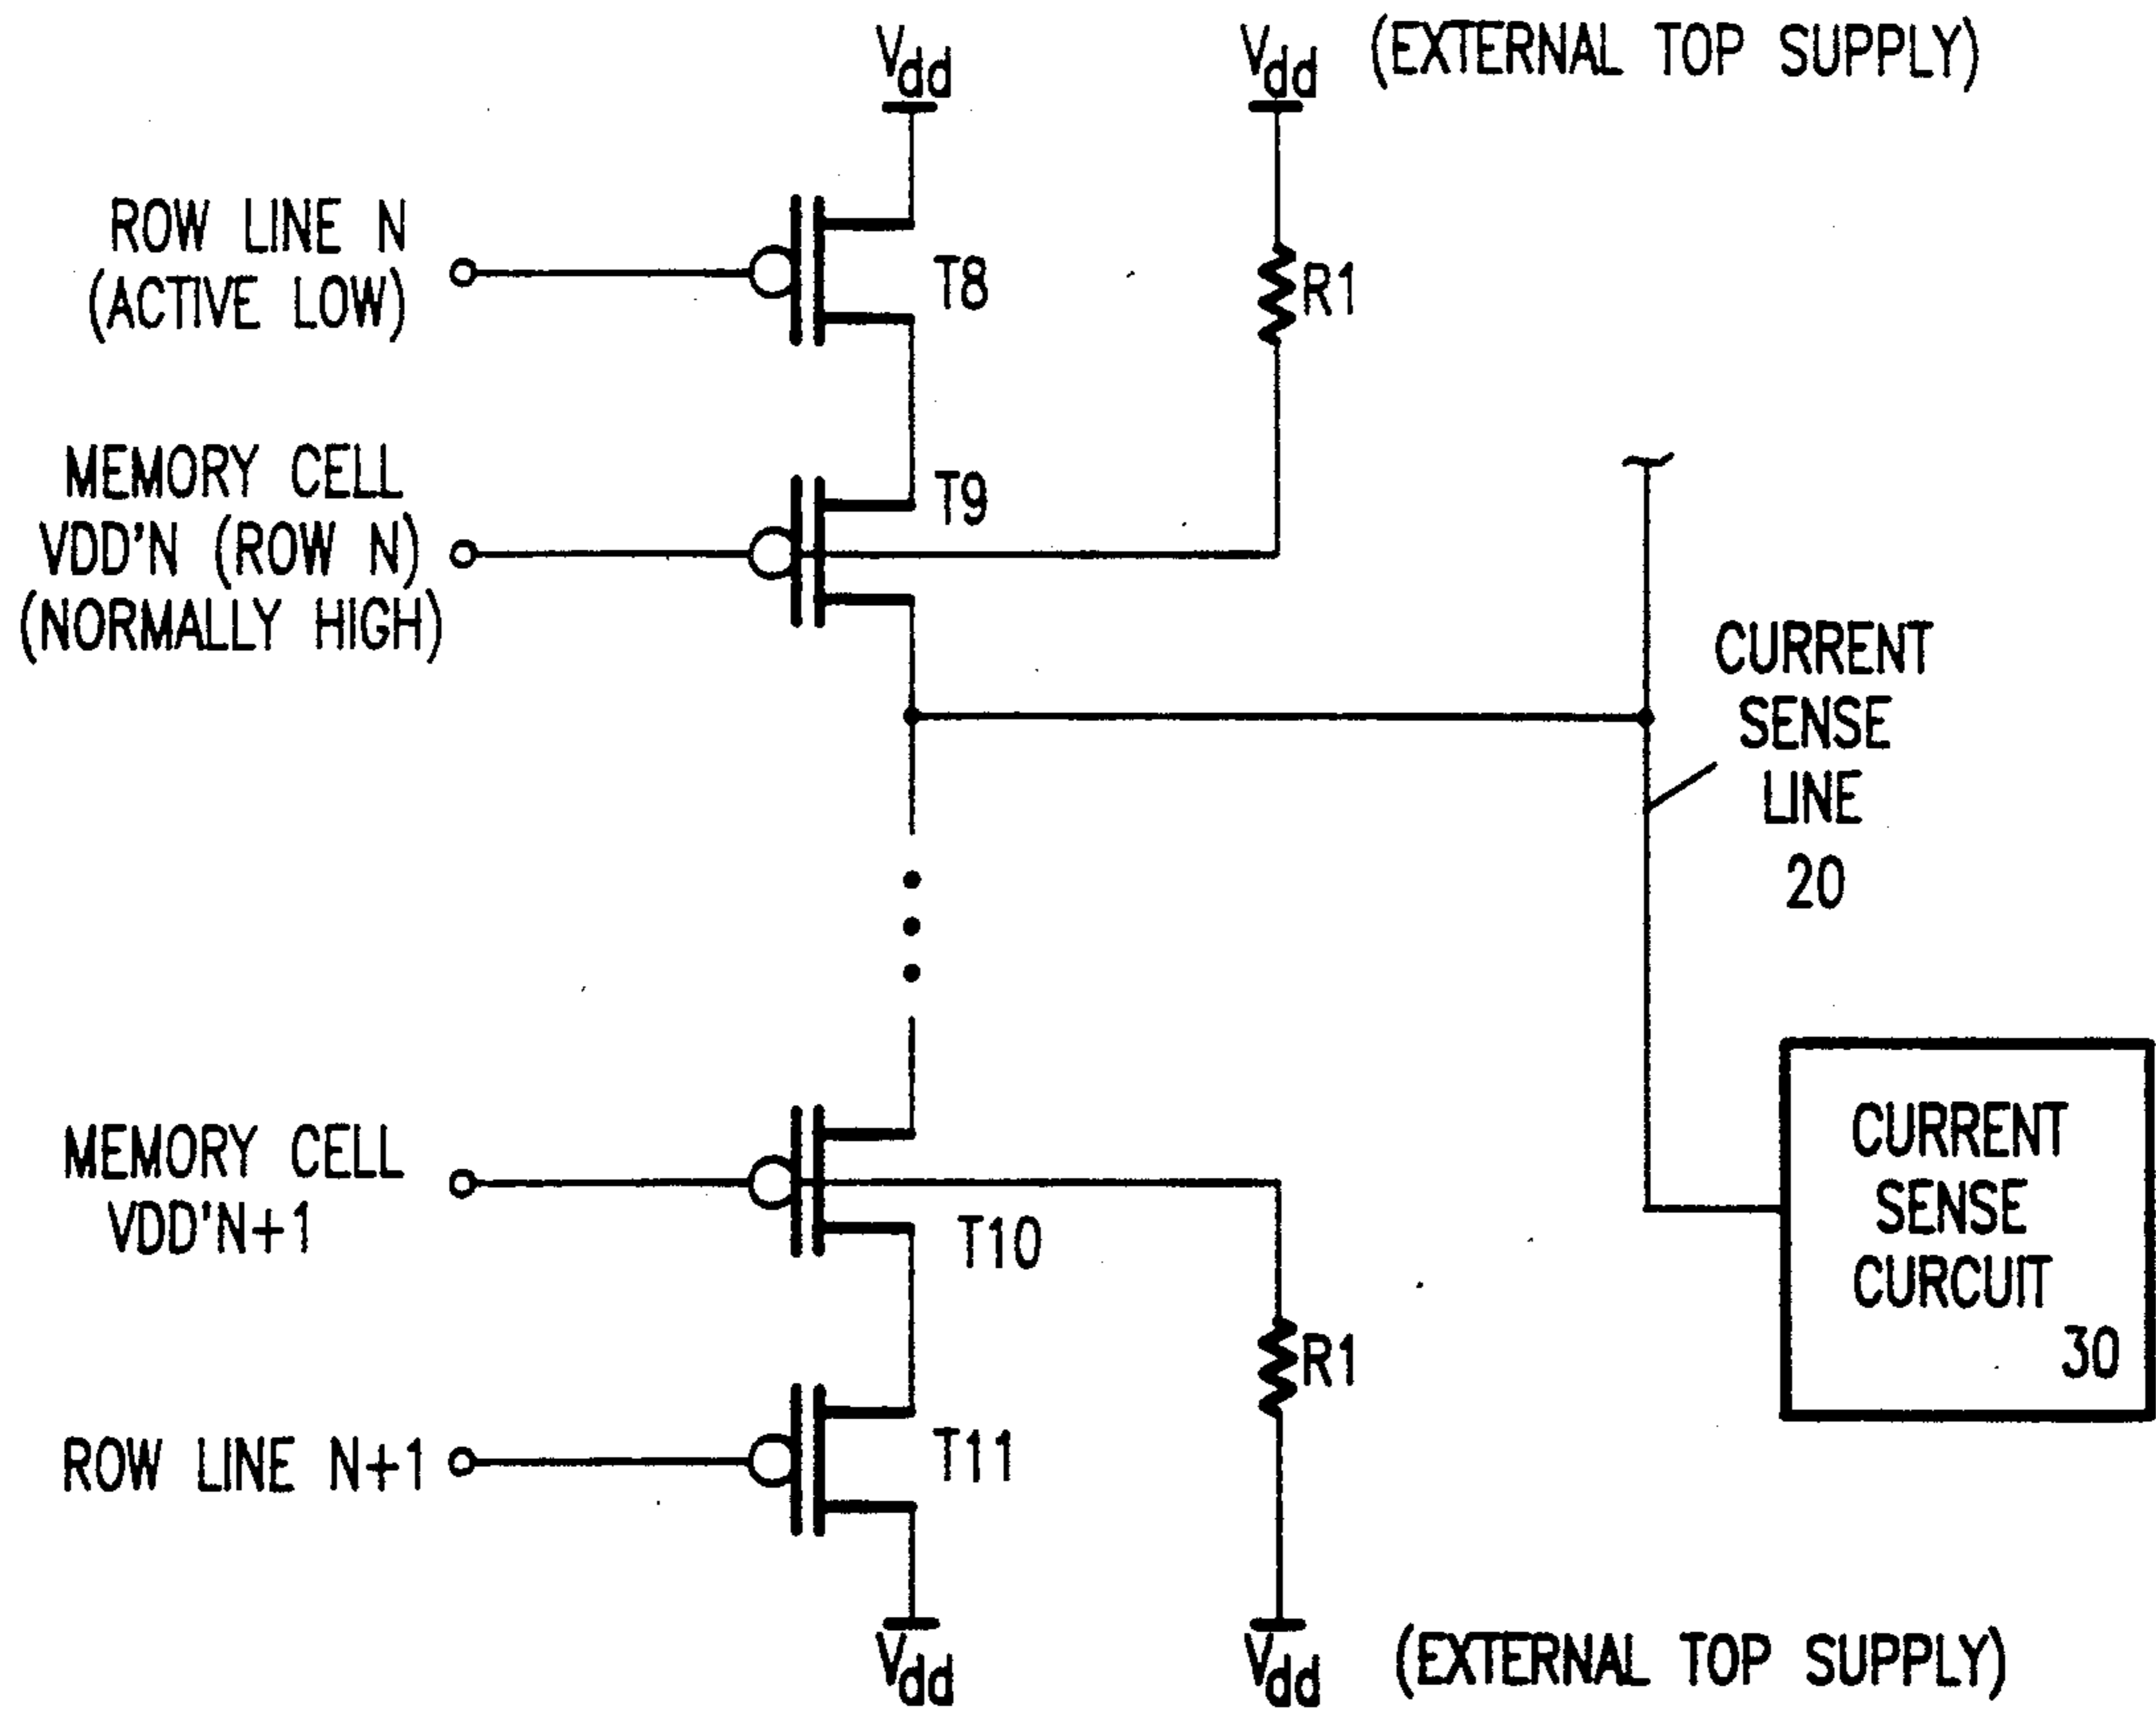 Vdd
Vdd (EXTERNAL TOP SUPPLY)
ROW LINE N
(ACTIVE LOW)
T8
R1
MEMORY CELL
VDD'N (ROW N)
(NORMALLY HIGH)
T9
CURRENT
SENSE
LINE
20
MEMORY CELL
VDD'N+1
T10
CURRENT
SENSE
CURCUIT
30
R1
ROW LINE N+1
T11
Vdd
Vdd (EXTERNAL TOP SUPPLY)